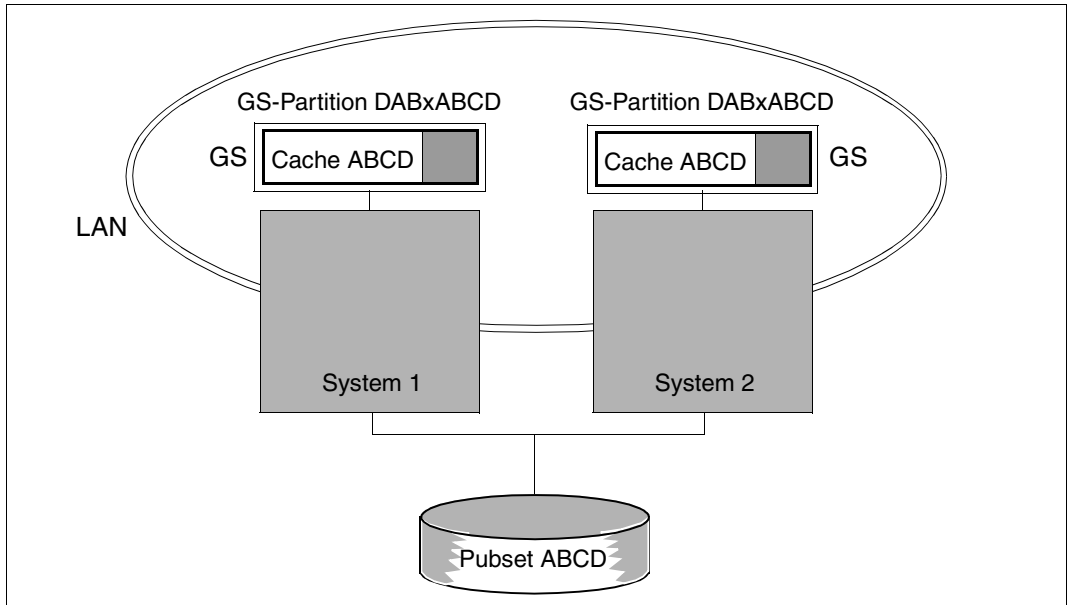 GS-Partition DABxABCD
GS-Partition DABxABCD
GS
Cache ABCD
Cache ABCD
GS
LAN
System 1
System 2
Pubset ABCD